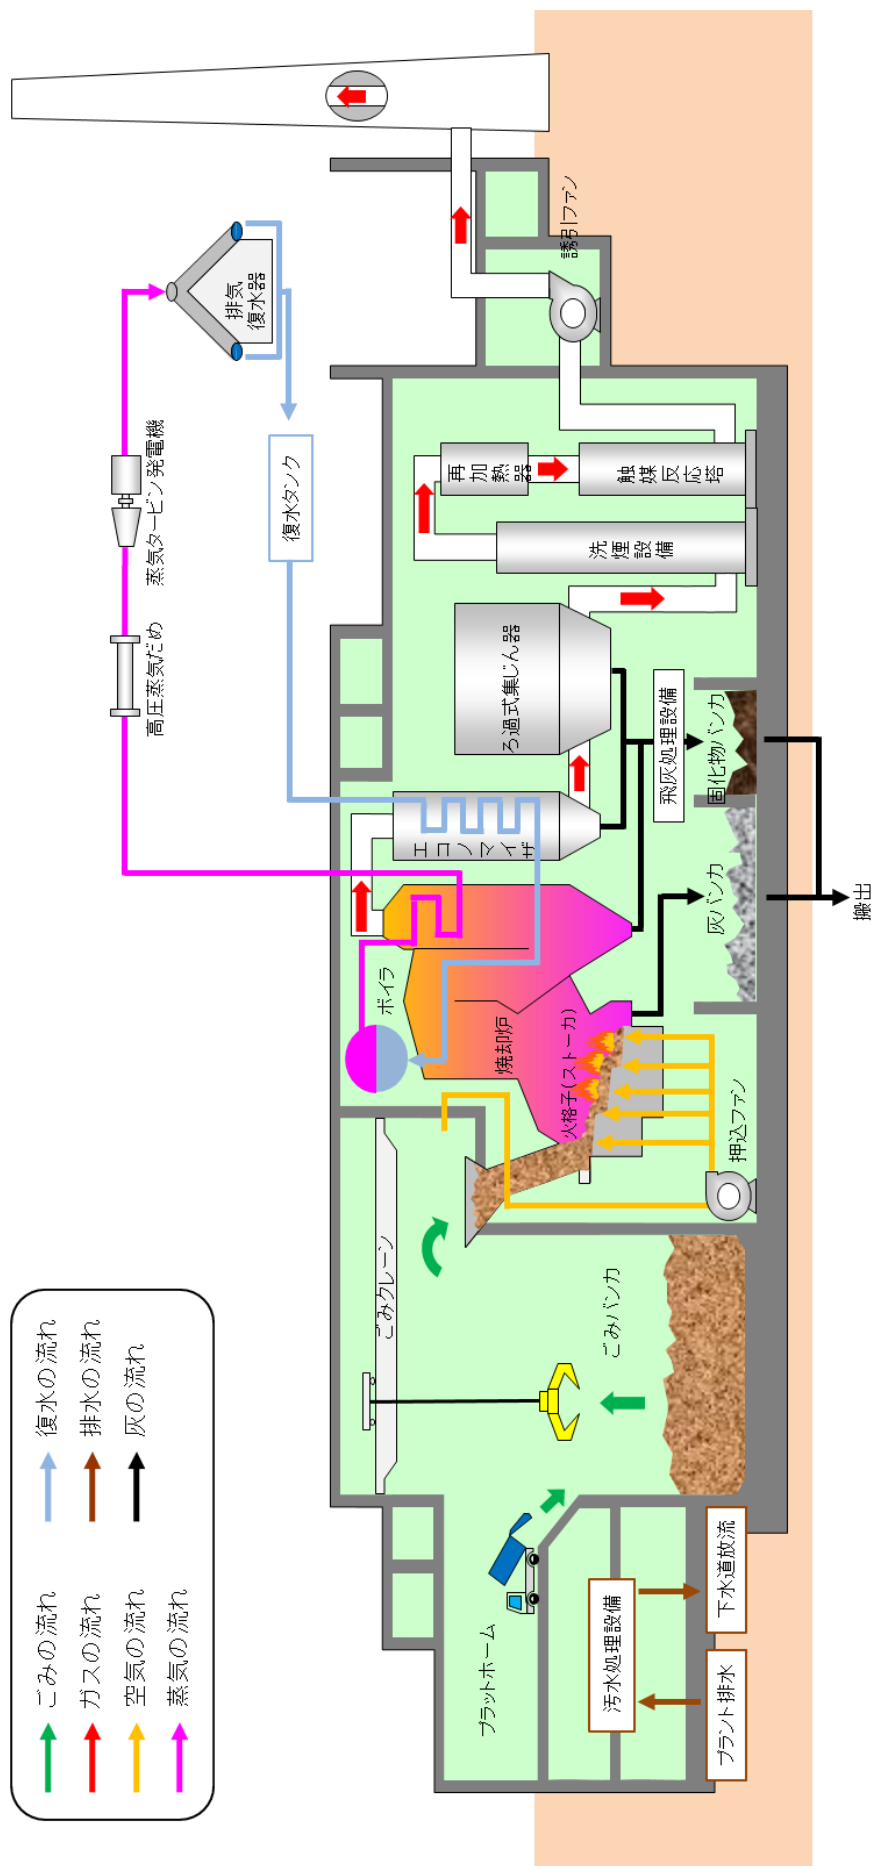 ごみの流れ
ガスの流れ
空気の流れ
蒸気の流れ
復水の流れ
排水の流れ
灰の流れ
プラットホーム
汚水処理設備
プラント排水
下水道放流
ごみクレーン
ごみバンカ
押込ファン
火格子(ストーカ)
焼却炉
ボイラ
エコノマイザ
灰バンカ
固化物バンカ
飛灰処理設備
搬出
ろ過式集じん器
洗煙設備
再加熱器
触媒反応塔
誘引ファン
高圧蒸気だめ
蒸気タービン発電機
排気
復水器
復水タンク